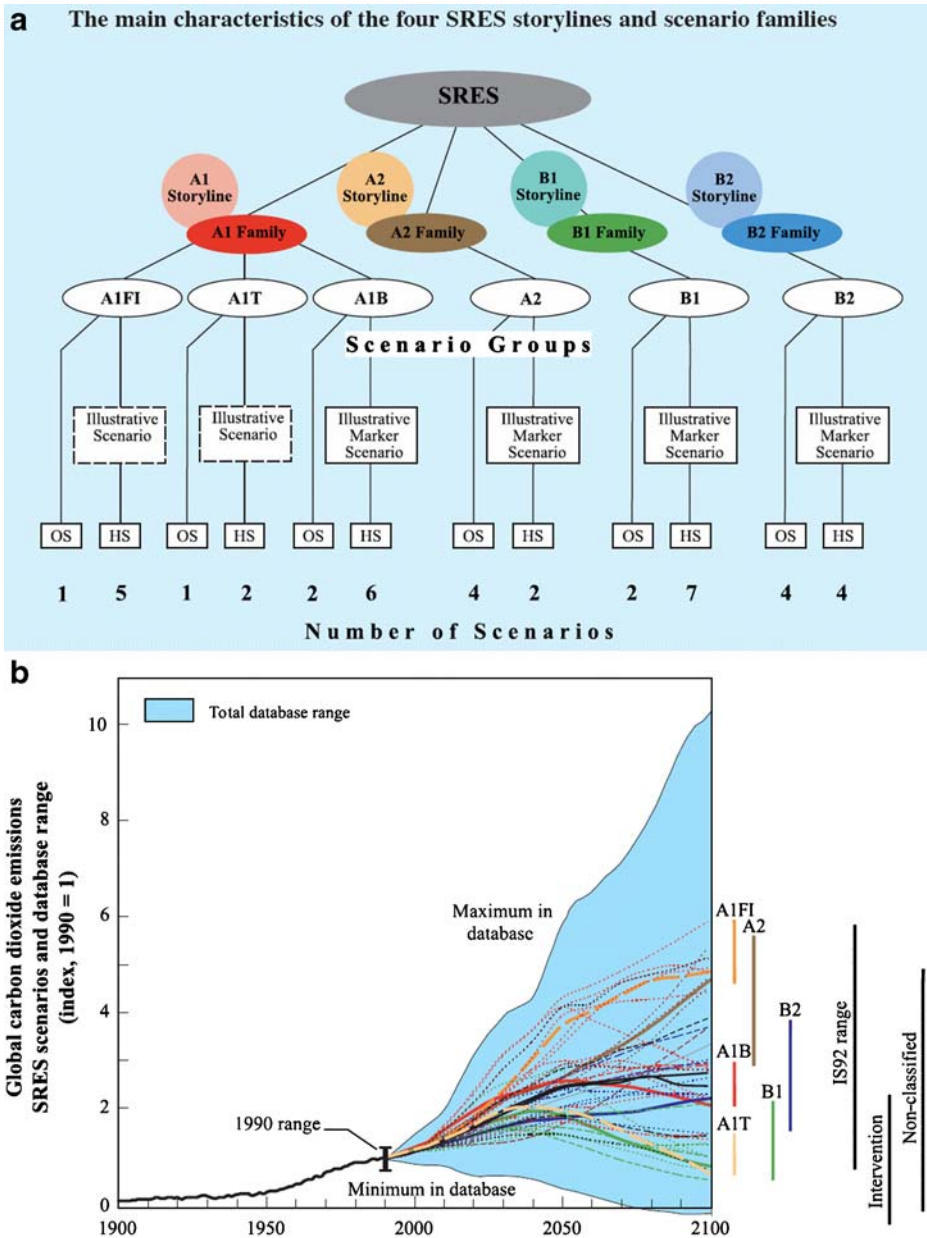 a The main characteristics of the four SRES storylines and scenario families
SRES
A1
Storyline
A2
Storyline
B1
Storyline
B2
Storyline
A1 Family
A2 Family
B1 Family
B2 Family
A1FI
A1T
A1B
A2
B1
B2
Scenario Groups
Illustrative
Scenario
Illustrative
Scenario
Illustrative
Marker
Scenario
Illustrative
Marker
Scenario
Illustrative
Marker
Scenario
Illustrative
Marker
Scenario
OS HS OS HS OS HS OS HS OS HS OS HS
1 5 1 2 2 6 4 2 2 7 4 4
Number of Scenarios
b
Global carbon dioxide emissions
SRES scenarios and database range
(index, 1990 = 1)
10
8
6
4
2
0
Total database range
Maximum in
database
1990 range
Minimum in database
1900 1950 2000 2050 2100
A1FI
A2
B2
A1B
B1
A1T
IS92 range
Intervention
Non-classified